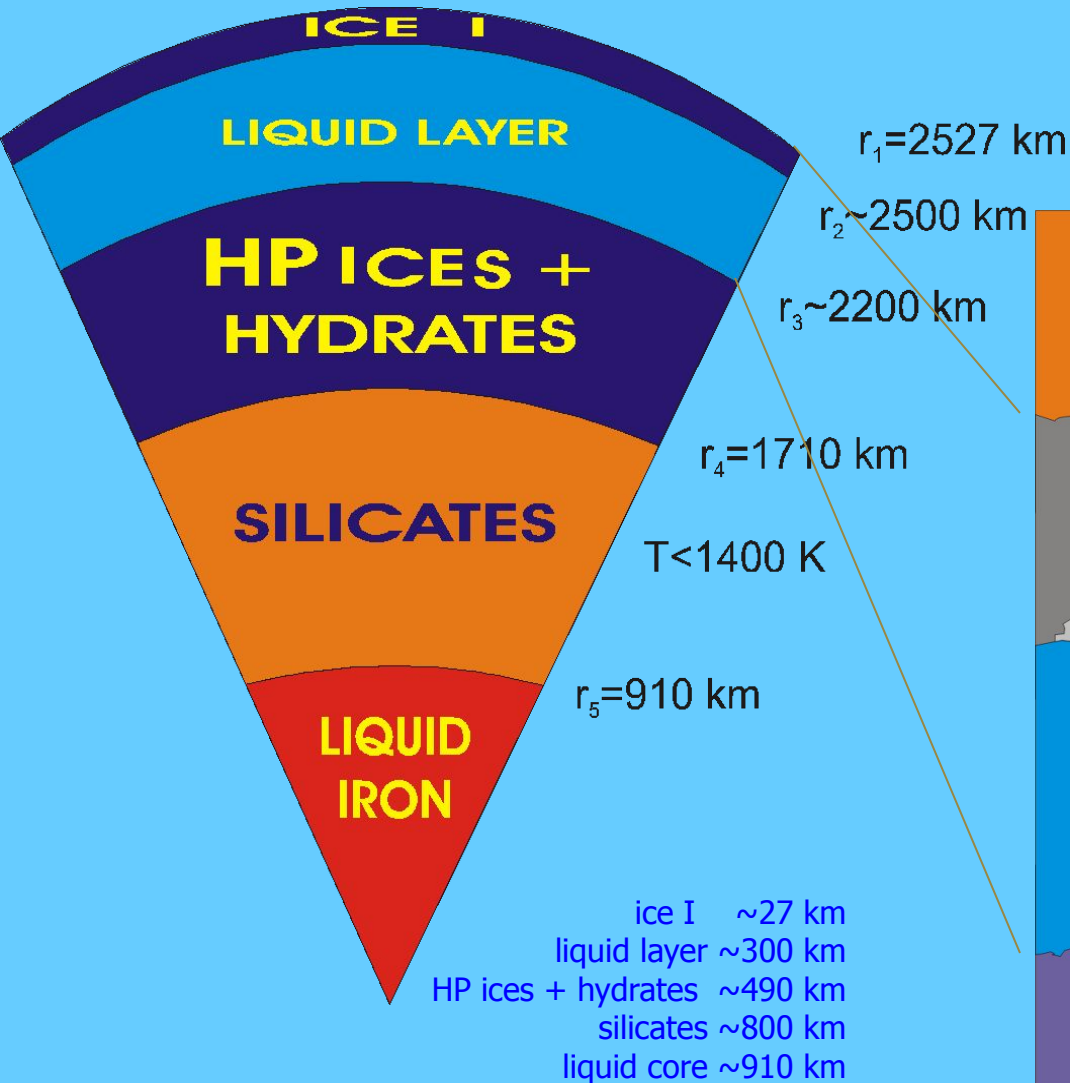 ICE I
LIQUID LAYER
r₁=2527 km
r₂~2500 km
HP ICES +
HYDRATES
r₃~2200 km
r₄=1710 km
SILICATES
T<1400 K
r₅=910 km
LIQUID
IRON
ice I ~27 km
liquid layer ~300 km
HP ices + hydrates ~490 km
silicates ~800 km
liquid core ~910 km